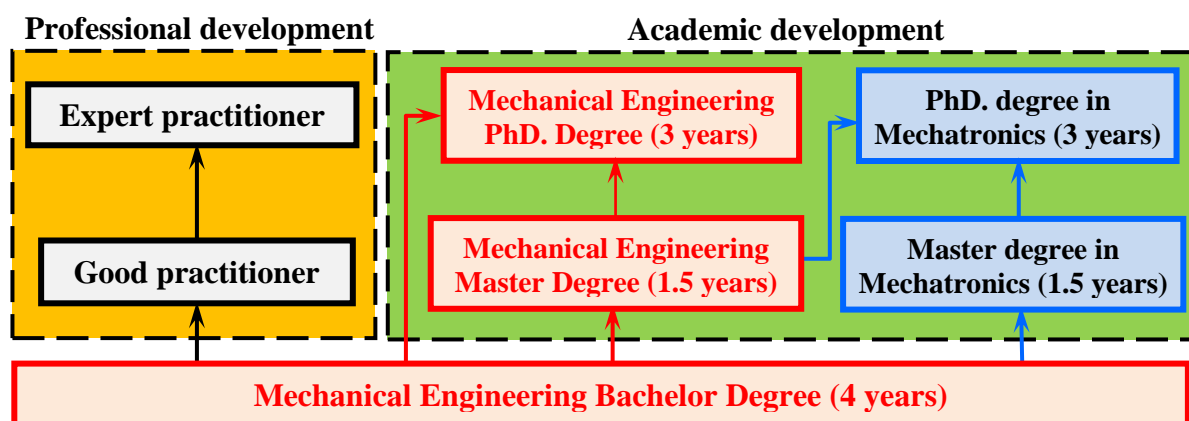 Professional development
Academic development
Expert practitioner
Good practitioner
Mechanical Engineering
PhD. Degree (3 years)
PhD. degree in
Mechatronics (3 years)
Mechanical Engineering
Master Degree (1.5 years)
Master degree in
Mechatronics (1.5 years)
Mechanical Engineering Bachelor Degree (4 years)